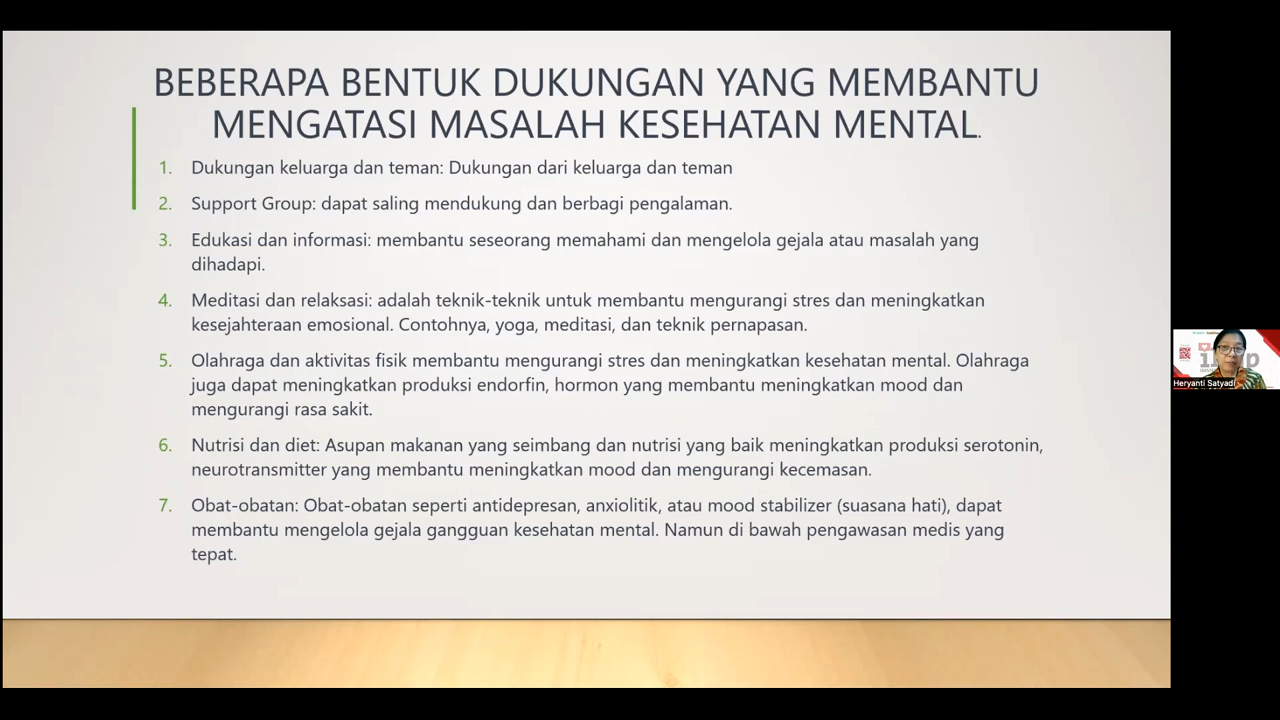 BEBERAPA BENTUK DUKUNGAN YANG MEMBANTU
MENGATASI MASALAH KESEHATAN MENTAL.
1. Dukungan keluarga dan teman: Dukungan dari keluarga dan teman
2. Support Group: dapat saling mendukung dan berbagi pengalaman.
3. Edukasi dan informasi: membantu seseorang memahami dan mengelola gejala atau masalah yang
dihadapi.
4. Meditasi dan relaksasi: adalah teknik-teknik untuk membantu mengurangi stres dan meningkatkan
kesejahteraan emosional. Contohnya, yoga, meditasi, dan teknik pernapasan.
5. Olahraga dan aktivitas fisik membantu mengurangi stres dan meningkatkan kesehatan mental. Olahraga
juga dapat meningkatkan produksi endorfin, hormon yang membantu meningkatkan mood dan
mengurangi rasa sakit.
6. Nutrisi dan diet: Asupan makanan yang seimbang dan nutrisi yang baik meningkatkan produksi serotonin,
neurotransmitter yang membantu meningkatkan mood dan mengurangi kecemasan.
7. Obat-obatan: Obat-obatan seperti antidepresan, anxiolitik, atau mood stabilizer (suasana hati), dapat
membantu mengelola gejala gangguan kesehatan mental. Namun di bawah pengawasan medis yang
tepat.
Heryanti Satyadi